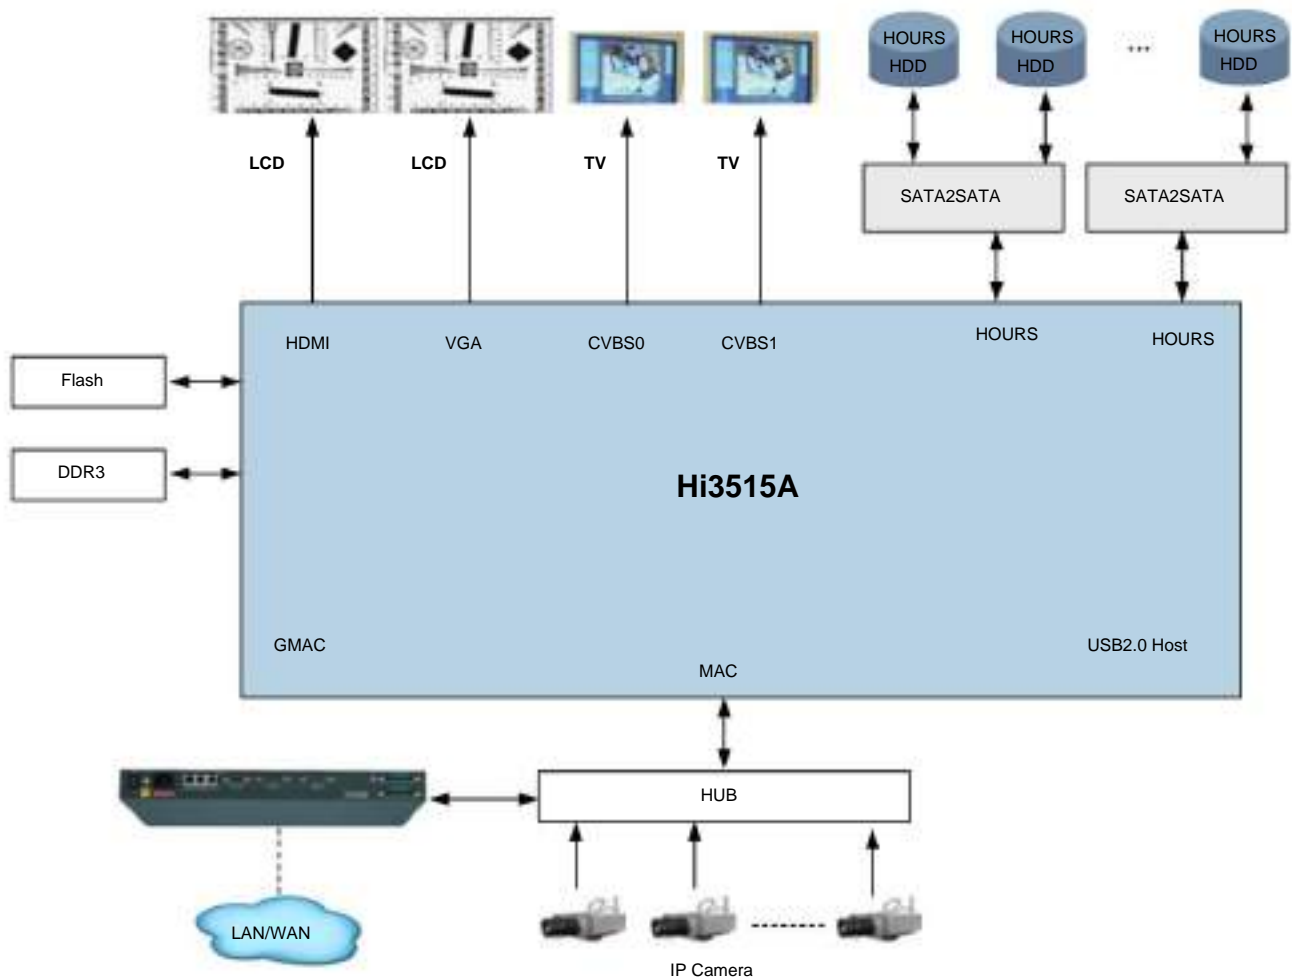 HOURS
HDD
HOURS
HDD
...
HOURS
HDD
LCD
LCD
TV
TV
SATA2SATA
SATA2SATA
HDMI
VGA
CVBS0
CVBS1
HOURS
HOURS
Flash
DDR3
Hi3515A
GMAC
MAC
USB2.0 Host
HUB
LAN/WAN
IP Camera